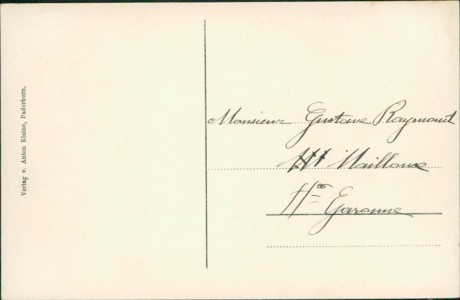 Verlag v. Anton Kleine, Paderborn.
Monsieur Gustave Raymond
Hte Garonne